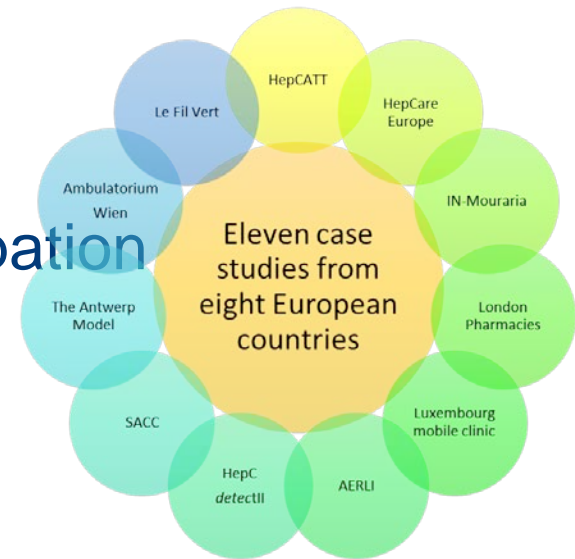 HepCATT
HepCare
Europe
IN-Mouraria
London
Pharmacies
Luxembourg
mobile clinic
AERLI
HepC
detectII
SACC
The Antwerp
Model
Ambulatorium
Wien
Le Fil Vert
Eleven case
studies from
eight European
countries